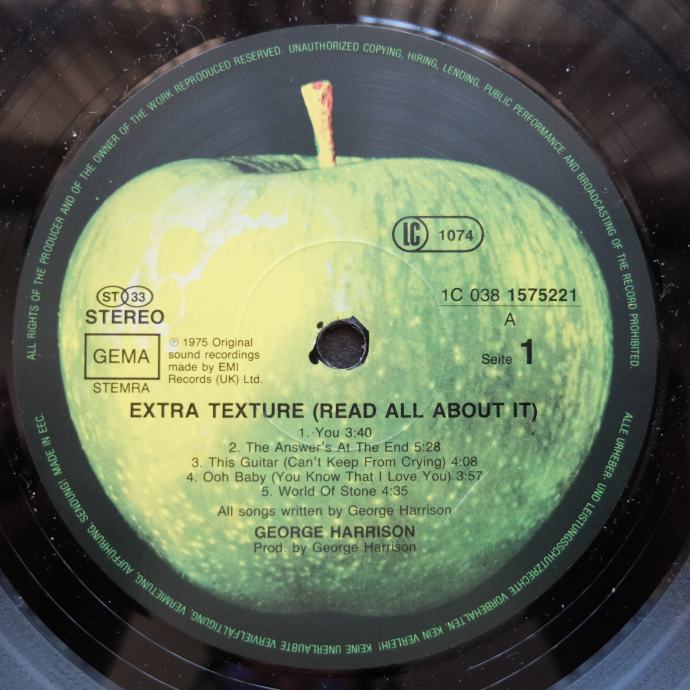 ALL RIGHTS OF THE PRODUCER AND OF THE OWNER OF THE WORK REPRODUCED RESERVED. UNAUTHORIZED COPYING, HIRING, LENDING, PUBLIC PERFORMANCE AND BROADCASTING OF THE RECORD PROHIBITED.
LC 1074
ST 33
STEREO
GEMA
STEMRA
℗ 1975 Original
sound recordings
made by EMI
Records (UK) Ltd.
1C 038 1575221
A
Seite 1
EXTRA TEXTURE (READ ALL ABOUT IT)
1. You 3:40
2. The Answer's At The End 5:28
3. This Guitar (Can't Keep From Crying) 4:08
4. Ooh Baby (You Know That I Love You) 3:57
5. World Of Stone 4:35
All songs written by George Harrison
GEORGE HARRISON
Prod. by George Harrison
ALLE URHEBER- UND LEISTUNGSSCHUTZRECHTE VORBEHALTEN. KEIN VERLEIH! KEINE UNERLAUBTE VERVIELFÄLTIGUNG, VERMIETUNG, AUFFÜHRUNG, SENDUNG! MADE IN EEC.